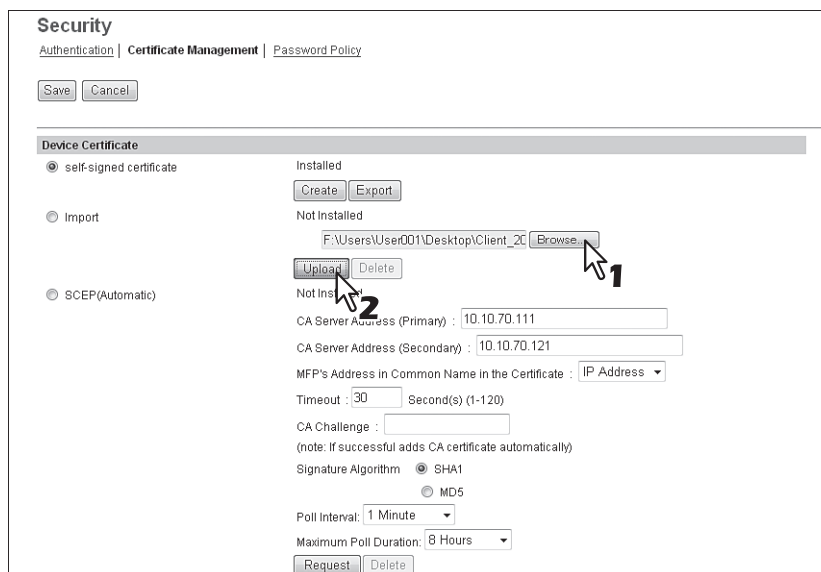 Security
Authentication | Certificate Management | Password Policy
Save Cancel
Device Certificate
self-signed certificate Installed
Create Export
Import Not Installed
F:\Users\User001\Desktop\Client_20 Browse...
1
Upload Delete
2
SCEP(Automatic) Not
CA Server Address (Primary) : 10.10.70.111
CA Server Address (Secondary) : 10.10.70.121
MFP's Address in Common Name in the Certificate : IP Address
Timeout : 30 Second(s) (1-120)
CA Challenge :
(note: If successful adds CA certificate automatically)
Signature Algorithm SHA1
MD5
Poll Interval: 1 Minute
Maximum Poll Duration: 8 Hours
Request Delete